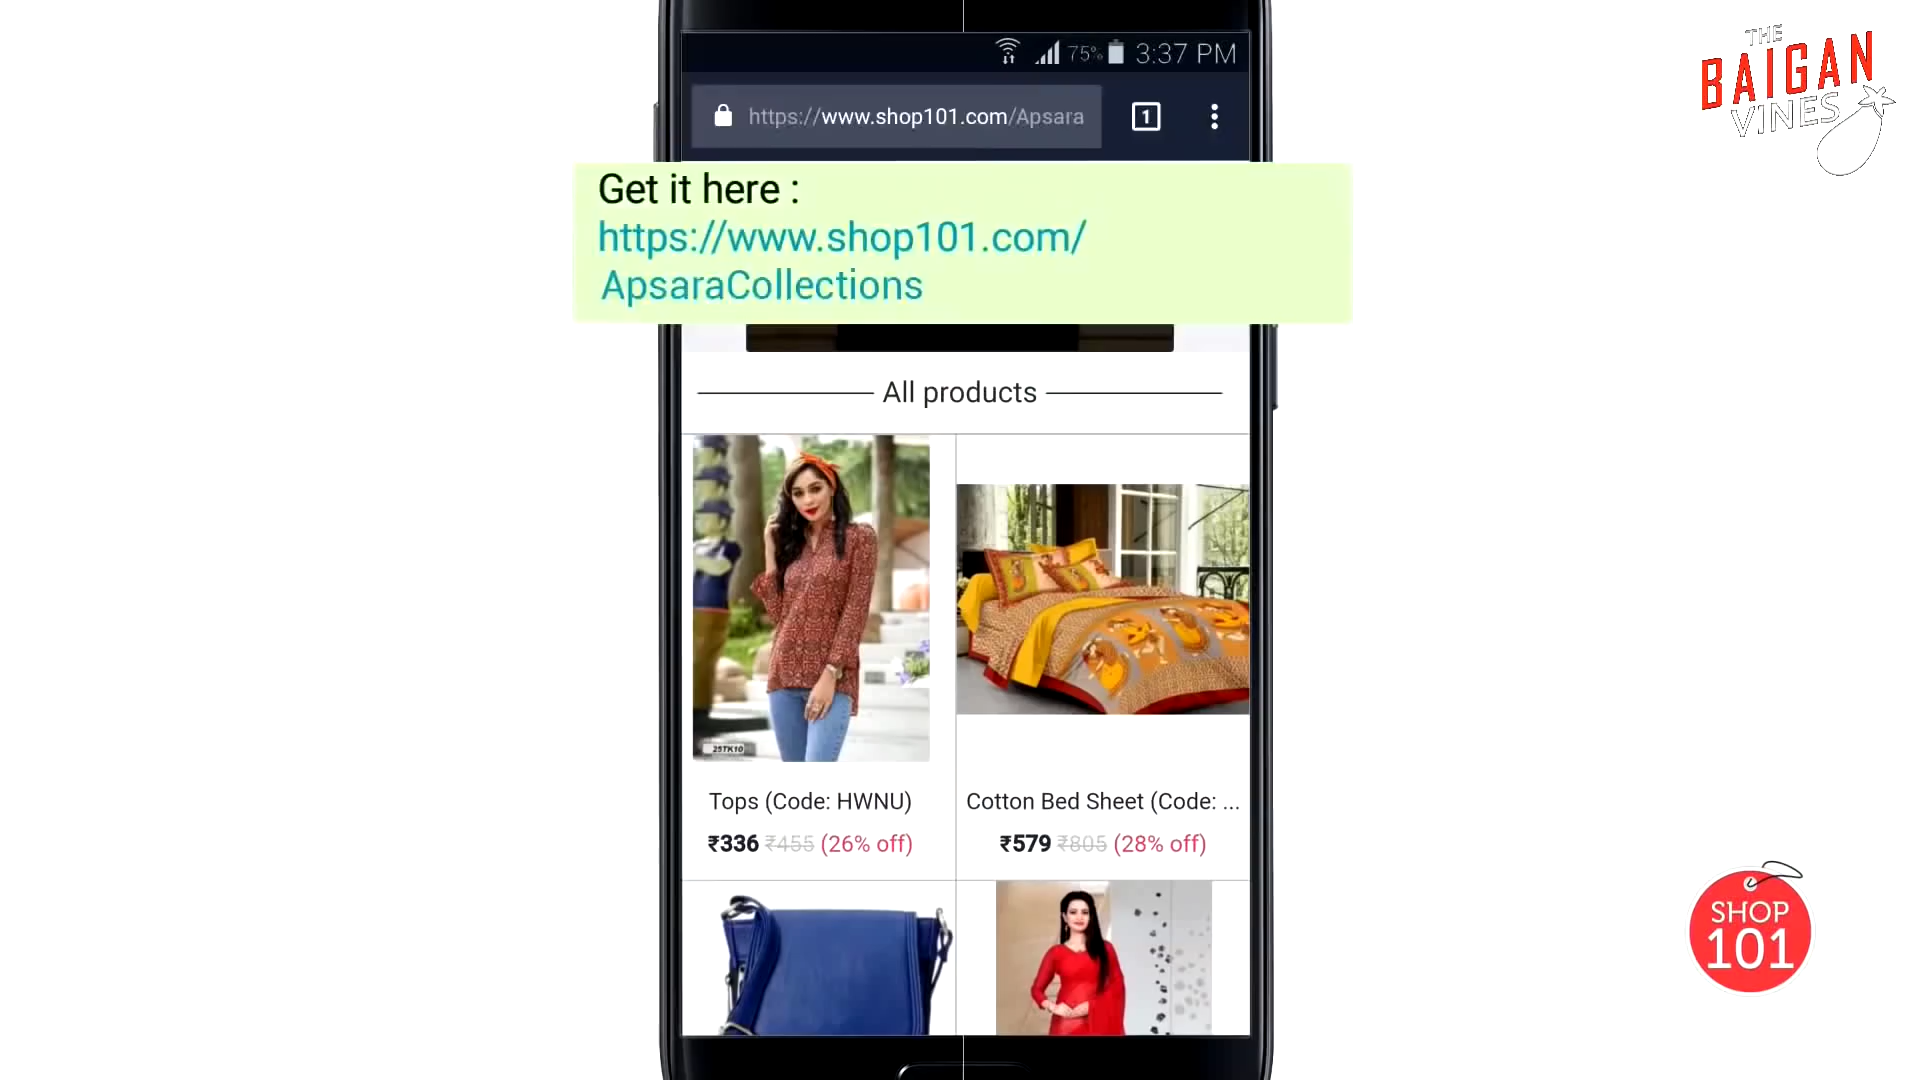 75% 3:37 PM
https://www.shop101.com/Apsara
1
THE
BAIGAN
VINES
Get it here :
https://www.shop101.com/
ApsaraCollections
All products
25TK10
Tops (Code: HWNU)
₹336 ₹455 (26% off)
Cotton Bed Sheet (Code: ...
₹579 ₹805 (28% off)
SHOP
101